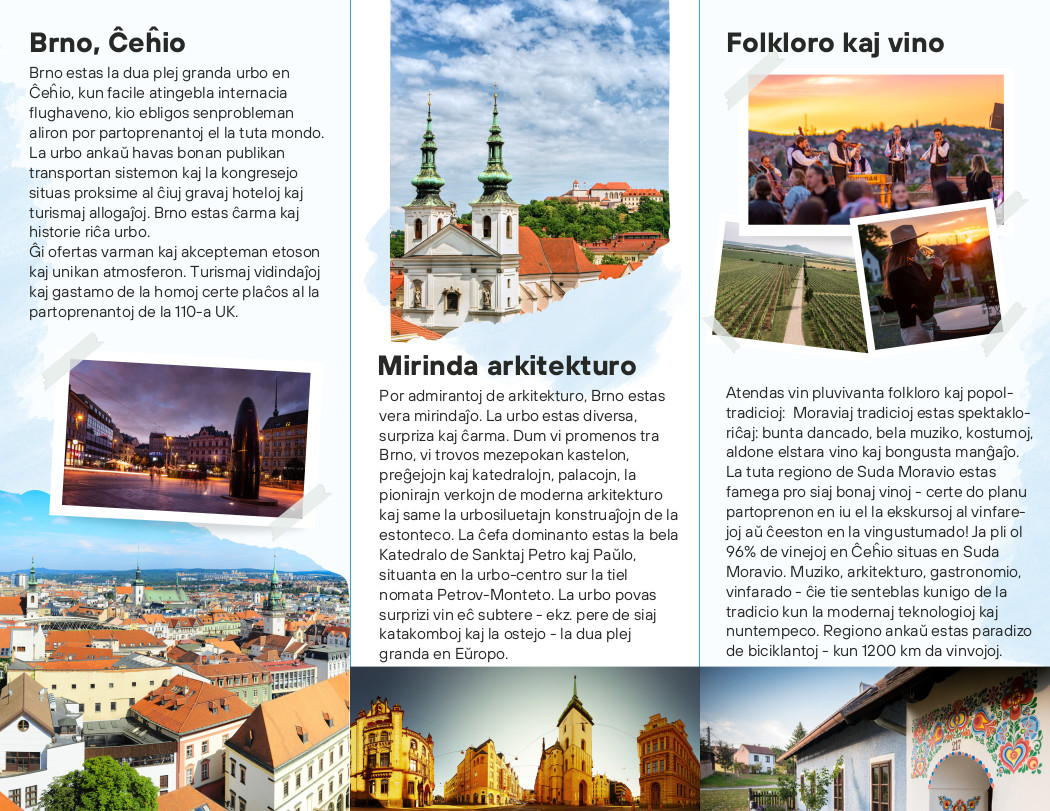 Brno, Ĉeĥio
Brno estas la dua plej granda urbo en
Ĉeĥio, kun facile atingebla internacia
flughaveno, kio ebligos senprobleman
aliron por partoprenantoj el la tuta mondo.
La urbo ankaŭ havas bonan publikan
transportan sistemon kaj la kongresejo
situas proksime al ĉiuj gravaj hoteloj kaj
turismaj allogaĵoj. Brno estas ĉarma kaj
historie riĉa urbo.
Ĝi ofertas varman kaj akcepteman etoson
kaj unikan atmosferon. Turismaj vidindaĵoj
kaj gastamo de la homoj certe plaĉos al la
partoprenantoj de la 110-a UK.
Mirinda arkitekturo
Por admirantoj de arkitekturo, Brno estas
vera mirindaĵo. La urbo estas diversa,
surpriza kaj ĉarma. Dum vi promenos tra
Brno, vi trovos mezepokan kastelon,
preĝejojn kaj katedralojn, palacojn, la
pionirajn verkojn de moderna arkitekturo
kaj same la urbosiluetajn konstruaĵojn de la
estonteco. La ĉefa dominanto estas la bela
Katedralo de Sanktaj Petro kaj Paŭlo,
situanta en la urbo-centro sur la tiel
nomata Petrov-Monteto. La urbo povas
surprizi vin eĉ subtere - ekz. pere de siaj
katakomboj kaj la ostejo - la dua plej
granda en Eŭropo.
Folkloro kaj vino
Atendas vin pluvivanta folkloro kaj popol-
tradicioj:  Moraviaj tradicioj estas spektaklo-
riĉaj: bunta dancado, bela muziko, kostumoj,
aldone elstara vino kaj bongusta manĝaĵo.
La tuta regiono de Suda Moravio estas
famega pro siaj bonaj vinoj - certe do planu
partoprenon en iu el la ekskursoj al vinfare-
joj aŭ ĉeeston en la vingustumado! Ja pli ol
96% de vinejoj en Ĉeĥio situas en Suda
Moravio. Muziko, arkitekturo, gastronomio,
vinfarado - ĉie tie senteblas kunigo de la
tradicio kun la modernaj teknologioj kaj
nuntempeco. Regiono ankaŭ estas paradizo
de biciklantoj - kun 1200 km da vinvojoj.
217